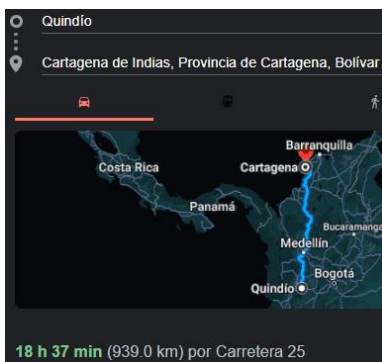 Quindío
Cartagena de Indias, Provincia de Cartagena, Bolívar
Barranquilla
Costa Rica
Cartagena
Panamá
Bucaramanga
Medellín
Bogotá
Quindío
18 h 37 min (939.0 km) por Carretera 25